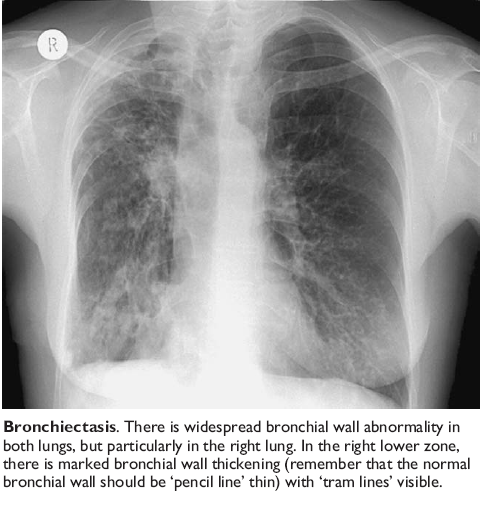 R
Bronchiectasis. There is widespread bronchial wall abnormality in
both lungs, but particularly in the right lung. In the right lower zone,
there is marked bronchial wall thickening (remember that the normal
bronchial wall should be ‘pencil line’ thin) with ‘tram lines’ visible.